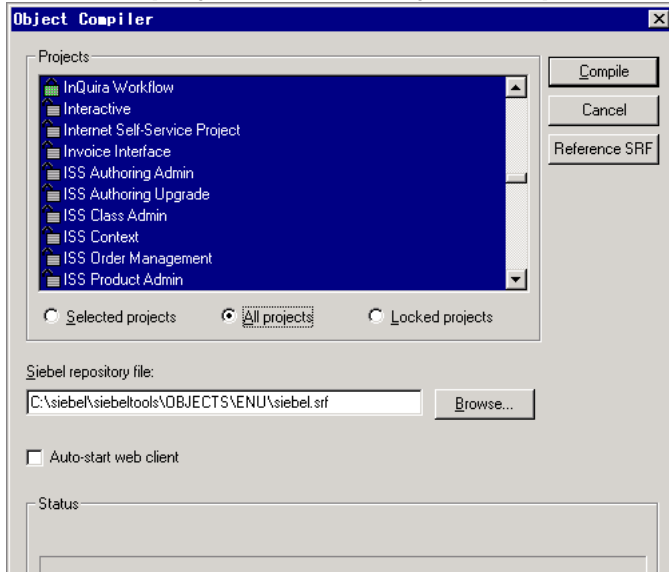 Object Compiler
Projects
InQuira Workflow
Interactive
Internet Self-Service Project
Invoice Interface
ISS Authoring Admin
ISS Authoring Upgrade
ISS Class Admin
ISS Context
ISS Order Management
ISS Product Admin
Compile
Cancel
Reference SRF
Selected projects All projects Locked projects
Siebel repository file:
C:\siebel\siebeltools\OBJECTS\ENU\siebel.srf Browse...
Auto-start web client
Status